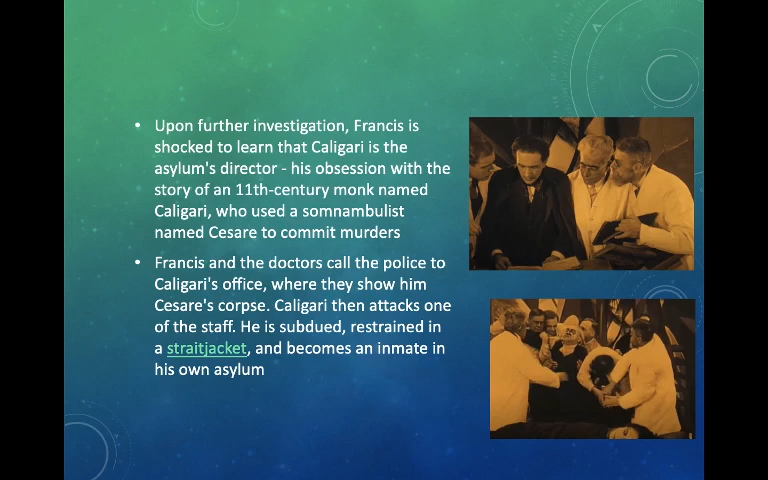 • Upon further investigation, Francis is
shocked to learn that Caligari is the
asylum's director - his obsession with the
story of an 11th-century monk named
Caligari, who used a somnambulist
named Cesare to commit murders
• Francis and the doctors call the police to
Caligari's office, where they show him
Cesare's corpse. Caligari then attacks one
of the staff. He is subdued, restrained in
a straitjacket, and becomes an inmate in
his own asylum